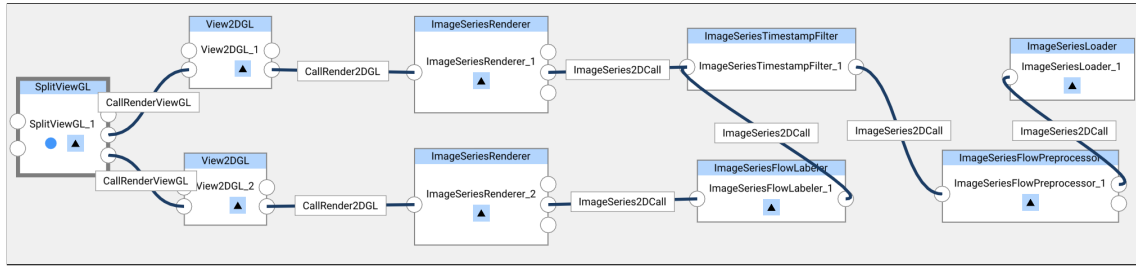 SplitViewGL
SplitViewGL_1
CallRenderViewGL
CallRenderViewGL
View2DGL
View2DGL_1
View2DGL
View2DGL_2
CallRender2DGL
CallRender2DGL
ImageSeriesRenderer
ImageSeriesRenderer_1
ImageSeriesRenderer
ImageSeriesRenderer_2
ImageSeries2DCall
ImageSeries2DCall
ImageSeriesTimestampFilter
ImageSeriesTimestampFilter_1
ImageSeries2DCall
ImageSeriesFlowLabeler
ImageSeriesFlowLabeler_1
ImageSeries2DCall
ImageSeriesLoader
ImageSeriesLoader_1
ImageSeries2DCall
ImageSeriesFlowPreprocessor
ImageSeriesFlowPreprocessor_1